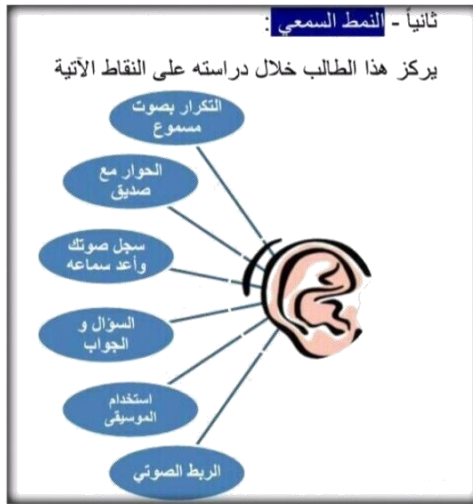 ثانياً - النمط السمعي :
يركز هذا الطالب خلال دراسته على النقاط الآتية
التكرار بصوت
مسموع
الحوار مع
صديق
سجل صوتك
وأعد سماعه
السؤال و
الجواب
استخدام
الموسيقى
الربط الصوتي